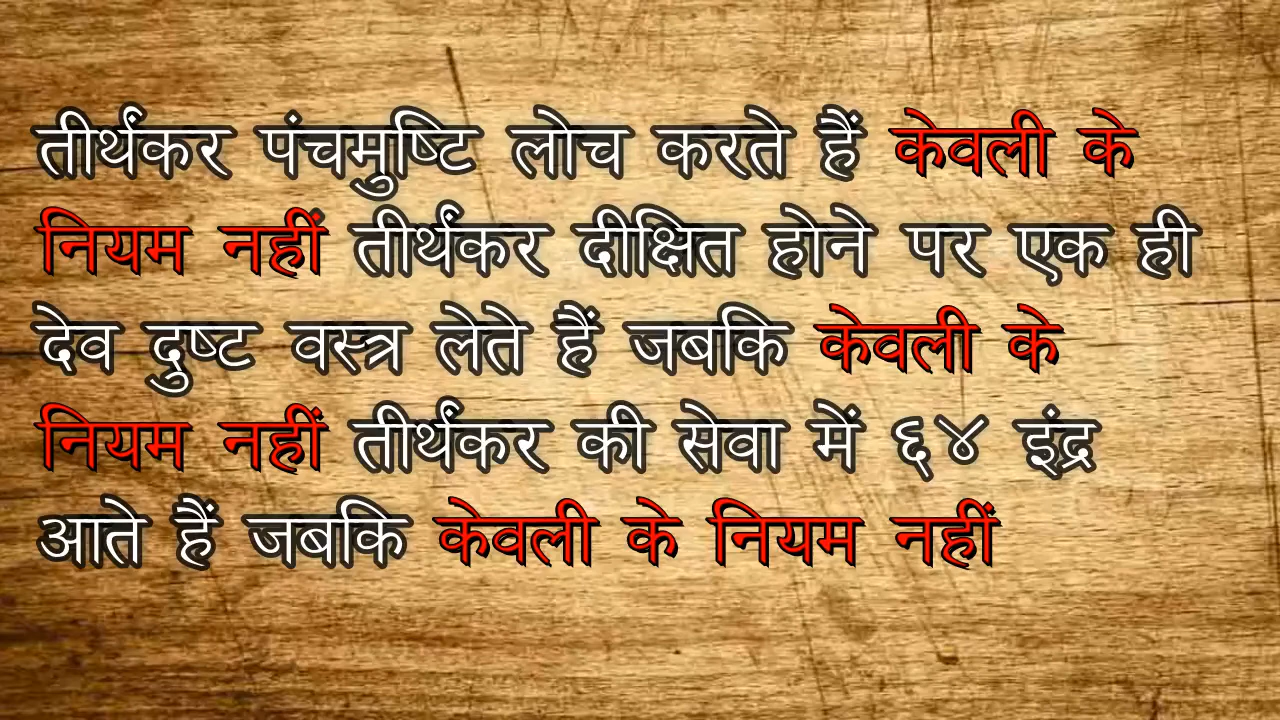 तीर्थंकर पंचमुष्टि लोच करते हैं केवली के
नियम नहीं तीर्थंकर दीक्षित होने पर एक ही
देव दुष्ट वस्त्र लेते हैं जबकि केवली के
नियम नहीं तीर्थंकर की सेवा में ६४ इंद्र
आते हैं जबकि केवली के नियम नहीं